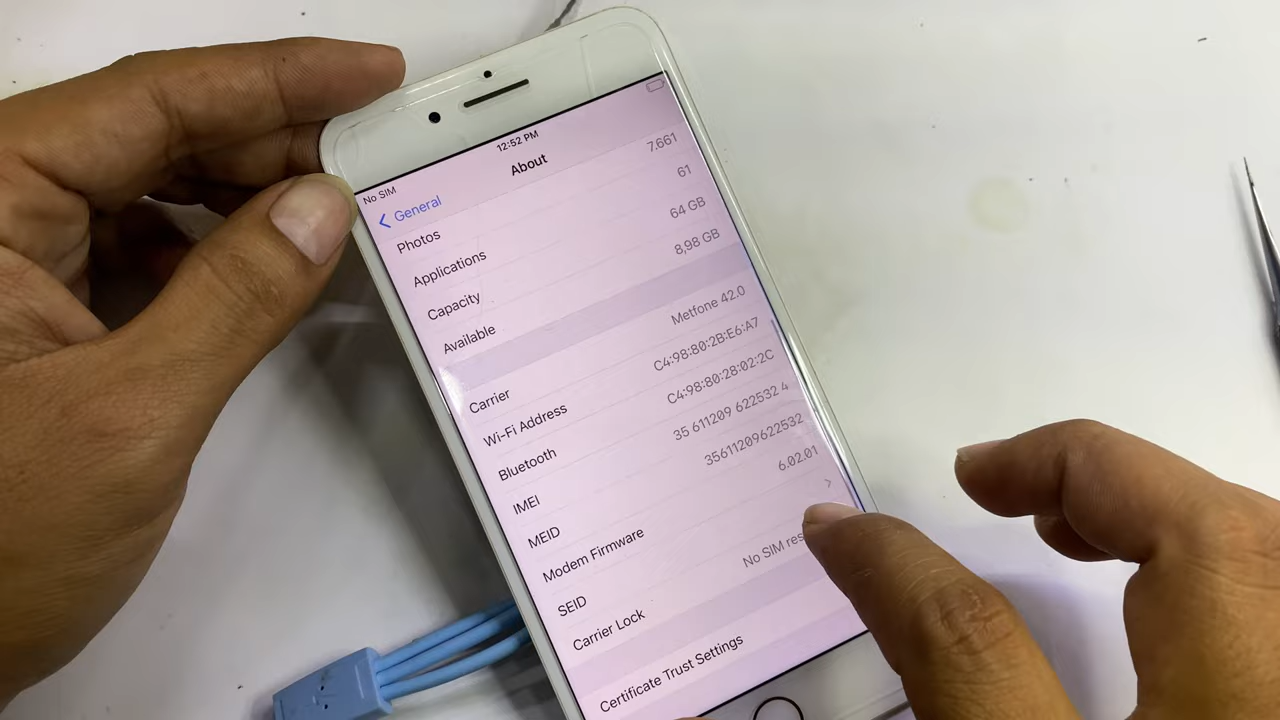 12:52 PM
No SIM
About
General
Photos 7.661
Applications 61
Capacity 64 GB
Available 8,98 GB
Carrier Metfone 42.0
Wi-Fi Address C4:98:80:2B:E6:A7
Bluetooth C4:98:80:28:02:2C
IMEI 35 611209 622532 4
MEID 35611209622532
Modem Firmware 6.02.01
SEID
Carrier Lock No SIM res
Certificate Trust Settings